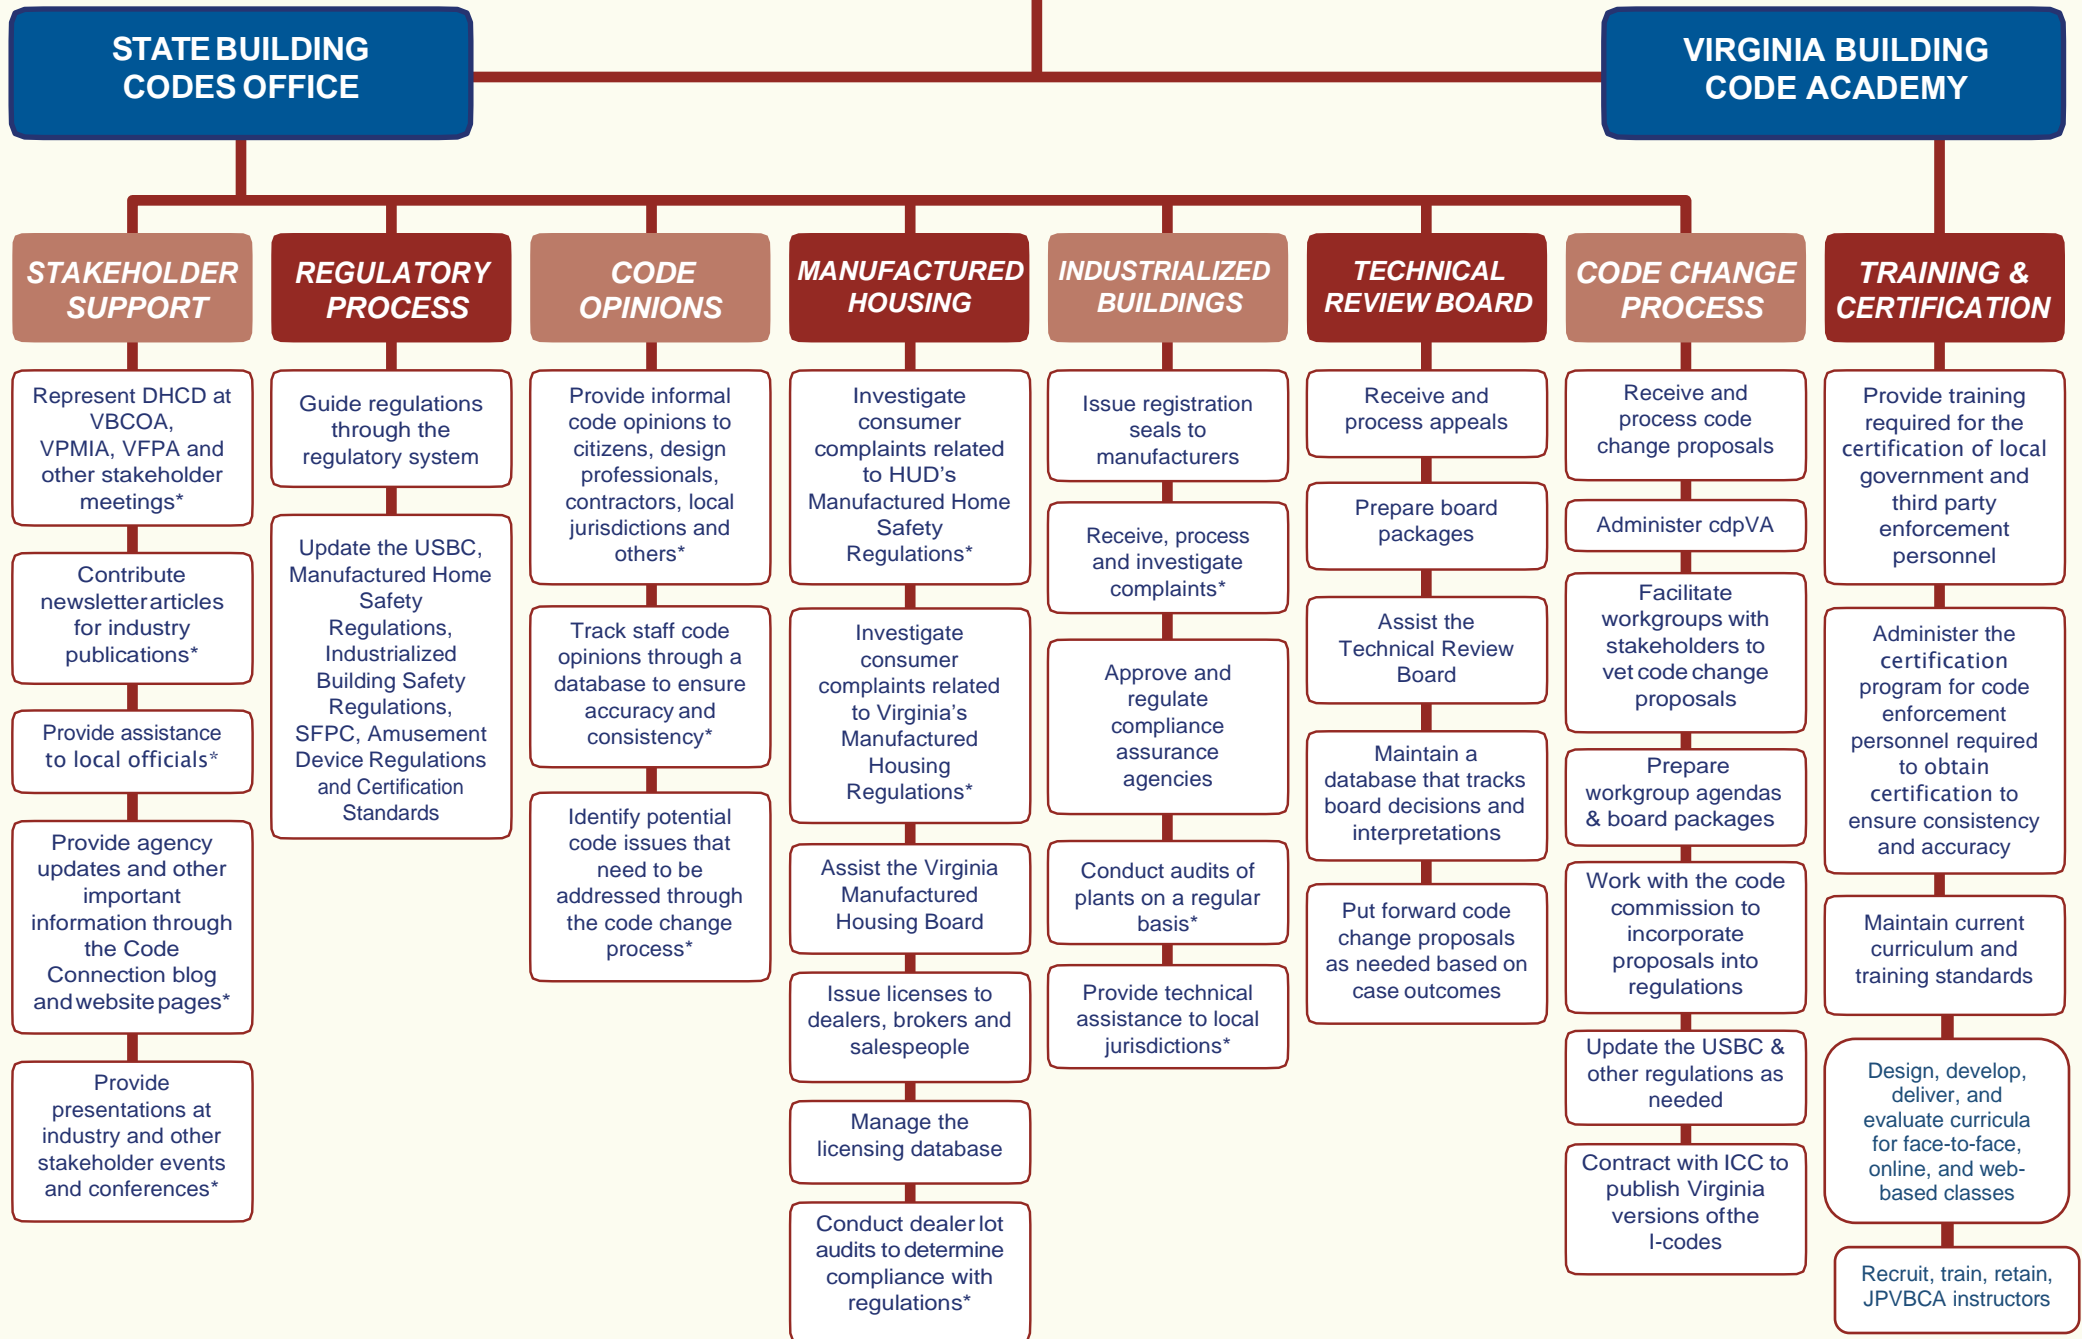 STATE BUILDING
CODES OFFICE
VIRGINIA BUILDING
CODE ACADEMY
STAKEHOLDER
SUPPORT
Represent DHCD at
VBCOA,
VPMIA, VFPA and
other stakeholder
meetings*
Contribute
newsletter articles
for industry
publications*
Provide assistance
to local officials*
Provide agency
updates and other
important
information through
the Code
Connection blog
and website pages*
Provide
presentations at
industry and other
stakeholder events
and conferences*
REGULATORY
PROCESS
Guide regulations
through the
regulatory system
Update the USBC,
Manufactured Home
Safety
Regulations,
Industrialized
Building Safety
Regulations,
SFPC, Amusement
Device Regulations
and Certification
Standards
CODE
OPINIONS
Provide informal
code opinions to
citizens, design
professionals,
contractors, local
jurisdictions and
others*
Track staff code
opinions through a
database to ensure
accuracy and
consistency*
Identify potential
code issues that
need to be
addressed through
the code change
process*
MANUFACTURED
HOUSING
Investigate
consumer
complaints related
to HUD's
Manufactured Home
Safety
Regulations*
Investigate
consumer
complaints related
to Virginia's
Manufactured
Housing
Regulations*
Assist the Virginia
Manufactured
Housing Board
Issue licenses to
dealers, brokers and
salespeople
Manage the
licensing database
Conduct dealer lot
audits to determine
compliance with
regulations*
INDUSTRIALIZED
BUILDINGS
Issue registration
seals to
manufacturers
Receive, process
and investigate
complaints*
Approve and
regulate
compliance
assurance
agencies
Conduct audits of
plants on a regular
basis*
Provide technical
assistance to local
jurisdictions*
TECHNICAL
REVIEW BOARD
Receive and
process appeals
Prepare board
packages
Assist the
Technical Review
Board
Maintain a
database that tracks
board decisions and
interpretations
Put forward code
change proposals
as needed based on
case outcomes
CODE CHANGE
PROCESS
Receive and
process code
change proposals
Administer cdpVA
Facilitate
workgroups with
stakeholders to
vet code change
proposals
Prepare
workgroup agendas
& board packages
Work with the code
commission to
incorporate
proposals into
regulations
Update the USBC &
other regulations as
needed
Contract with ICC to
publish Virginia
versions of the
I-codes
TRAINING &
CERTIFICATION
Provide training
required for the
certification of local
government and
third party
enforcement
personnel
Administer the
certification
program for code
enforcement
personnel required
to obtain
certification to
ensure consistency
and accuracy
Maintain current
curriculum and
training standards
Design, develop,
deliver, and
evaluate curricula
for face-to-face,
online, and web-
based classes
Recruit, train, retain,
JPVBCA instructors